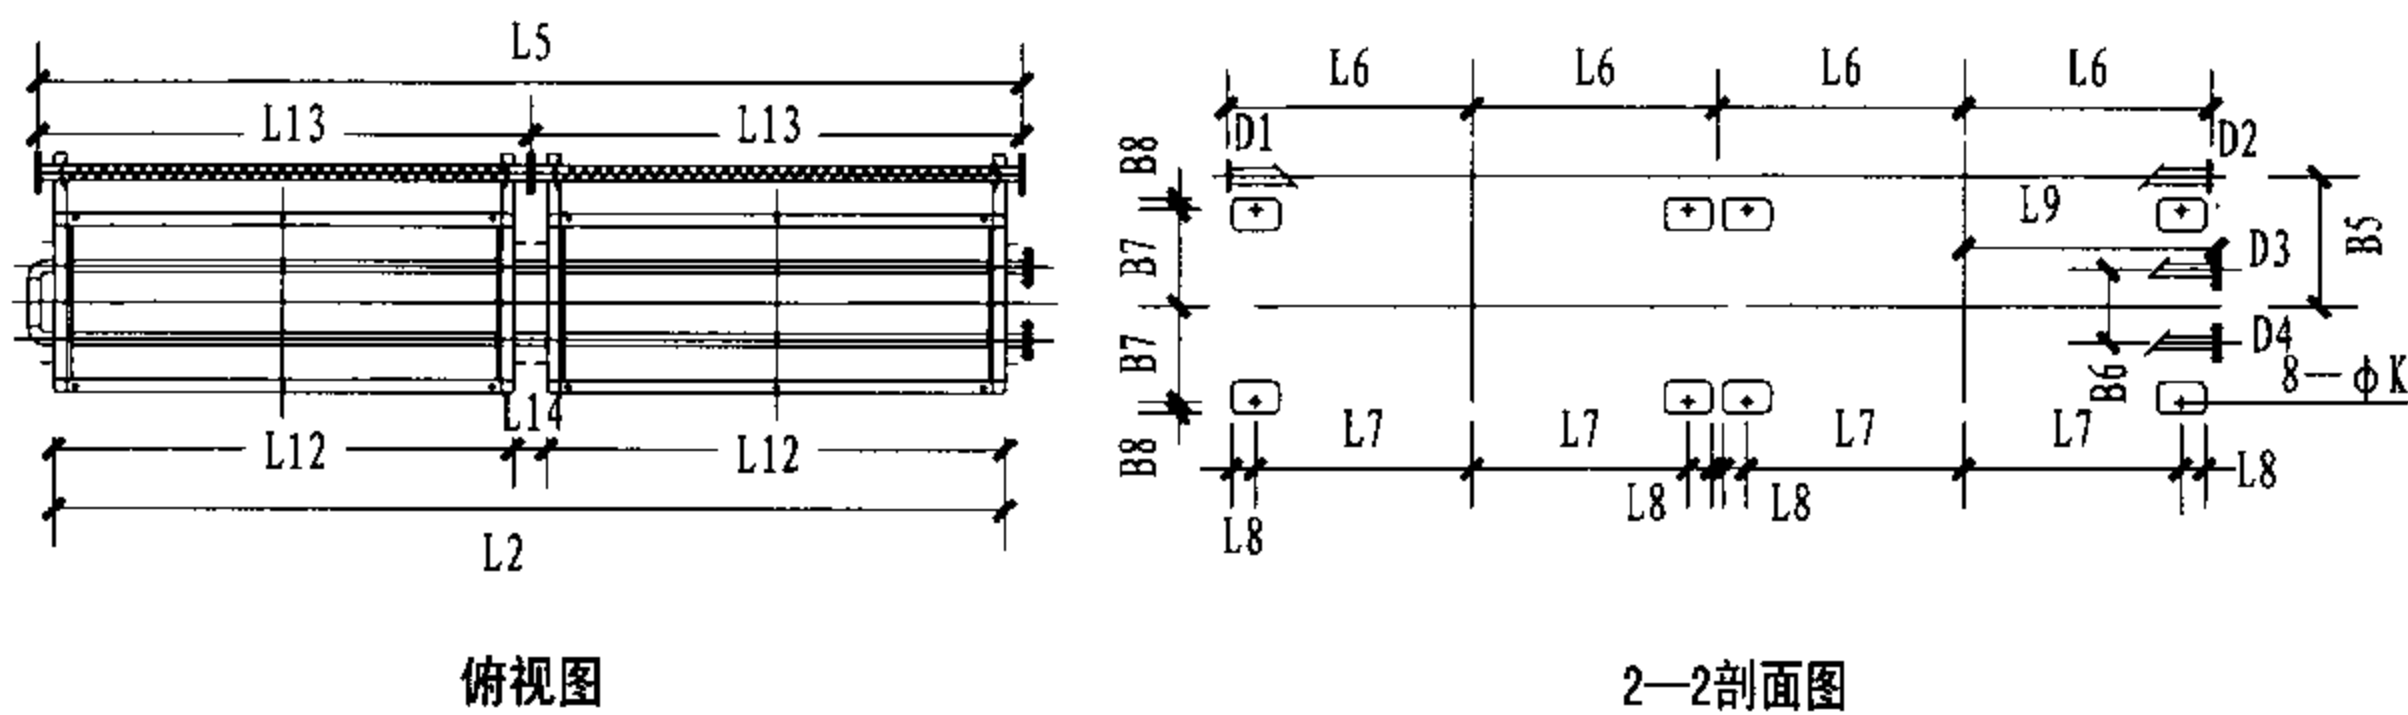 L5
L13 L13
L14
L12 L12
L2
俯视图
L6 L6 L6 L6
D1 D2
B8
L9
B7 B5
D3
B7 D4
B6 8—ϕK
B8
L7 L7 L7 L7
L8 L8 L8 L8
2—2剖面图